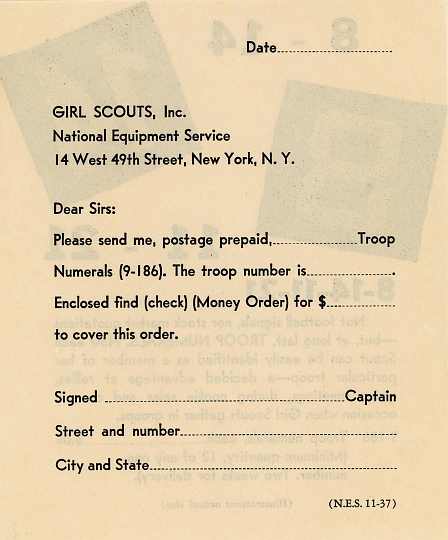 Date
GIRL SCOUTS, Inc.
National Equipment Service
14 West 49th Street, New York, N. Y.
Dear Sirs:
Please send me, postage prepaid, Troop
Numerals (9-186). The troop number is .
Enclosed find (check) (Money Order) for $
to cover this order.
Signed Captain
Street and number
City and State
(N.E.S. 11-37)